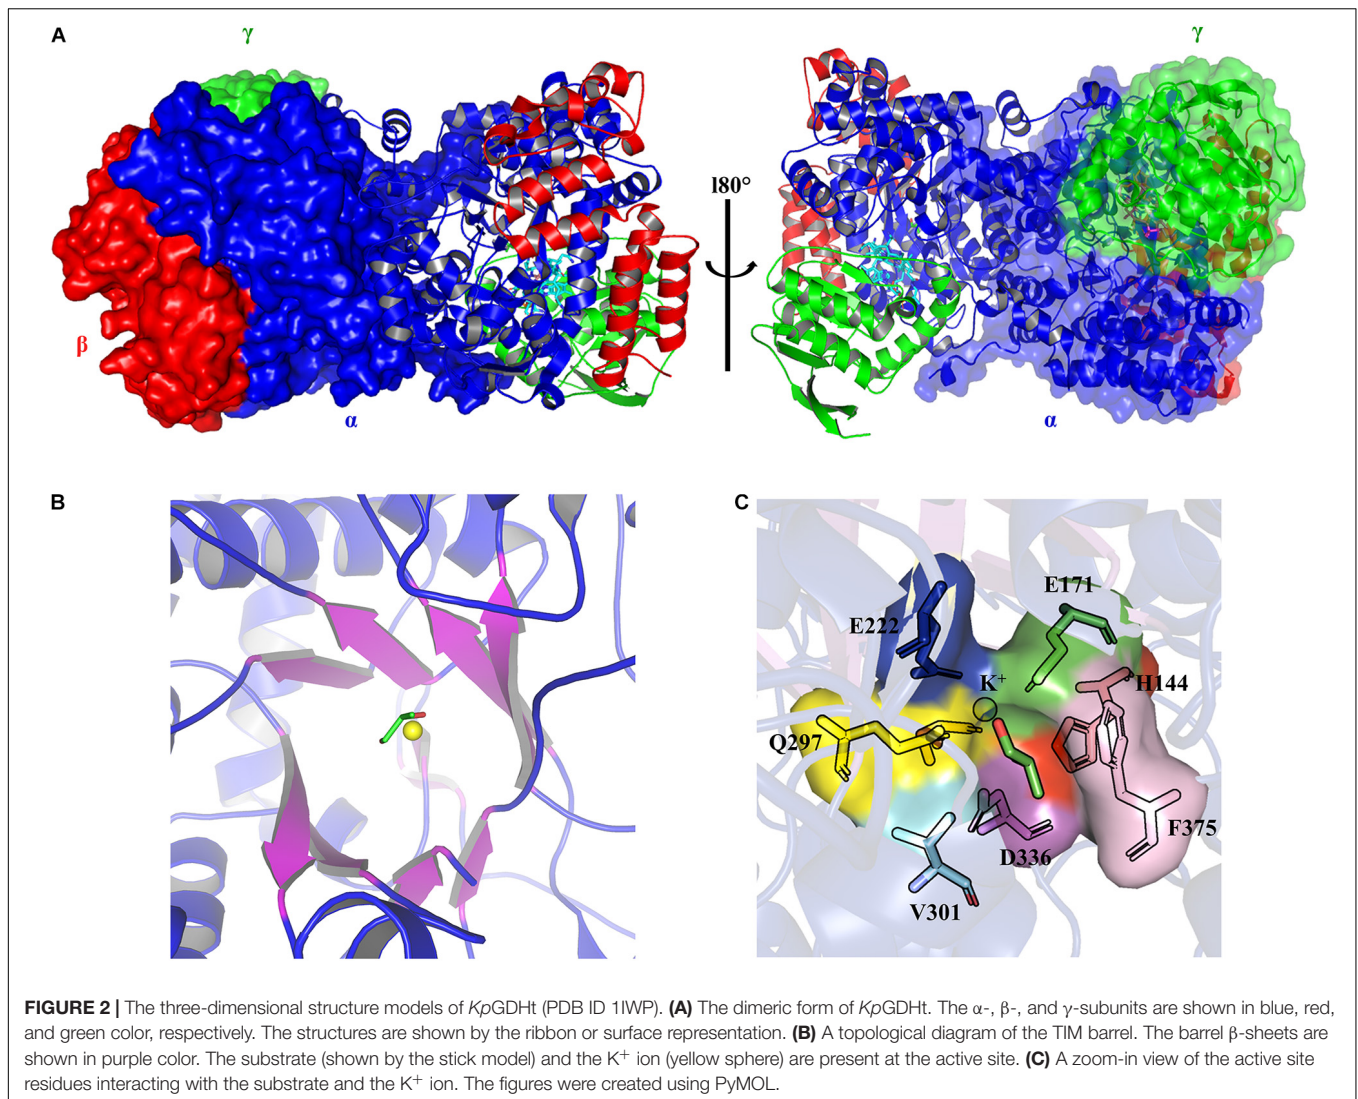 A
γ
γ
180°
β
α
α
B
C
E171
E222
K⁺
H144
Q297
F375
D336
V301
FIGURE 2 | The three-dimensional structure models of KpGDHt (PDB ID 1IWP). (A) The dimeric form of KpGDHt. The α-, β-, and γ-subunits are shown in blue, red,
and green color, respectively. The structures are shown by the ribbon or surface representation. (B) A topological diagram of the TIM barrel. The barrel β-sheets are
shown in purple color. The substrate (shown by the stick model) and the K⁺ ion (yellow sphere) are present at the active site. (C) A zoom-in view of the active site
residues interacting with the substrate and the K⁺ ion. The figures were created using PyMOL.